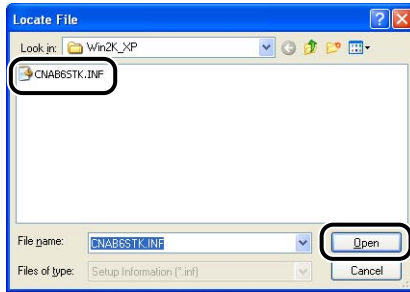 Locate File
Look in: Win2K_XP
CNAB6STK.INF
File name: CNAB6STK.INF Open
Files of type: Setup Information (*.inf) Cancel